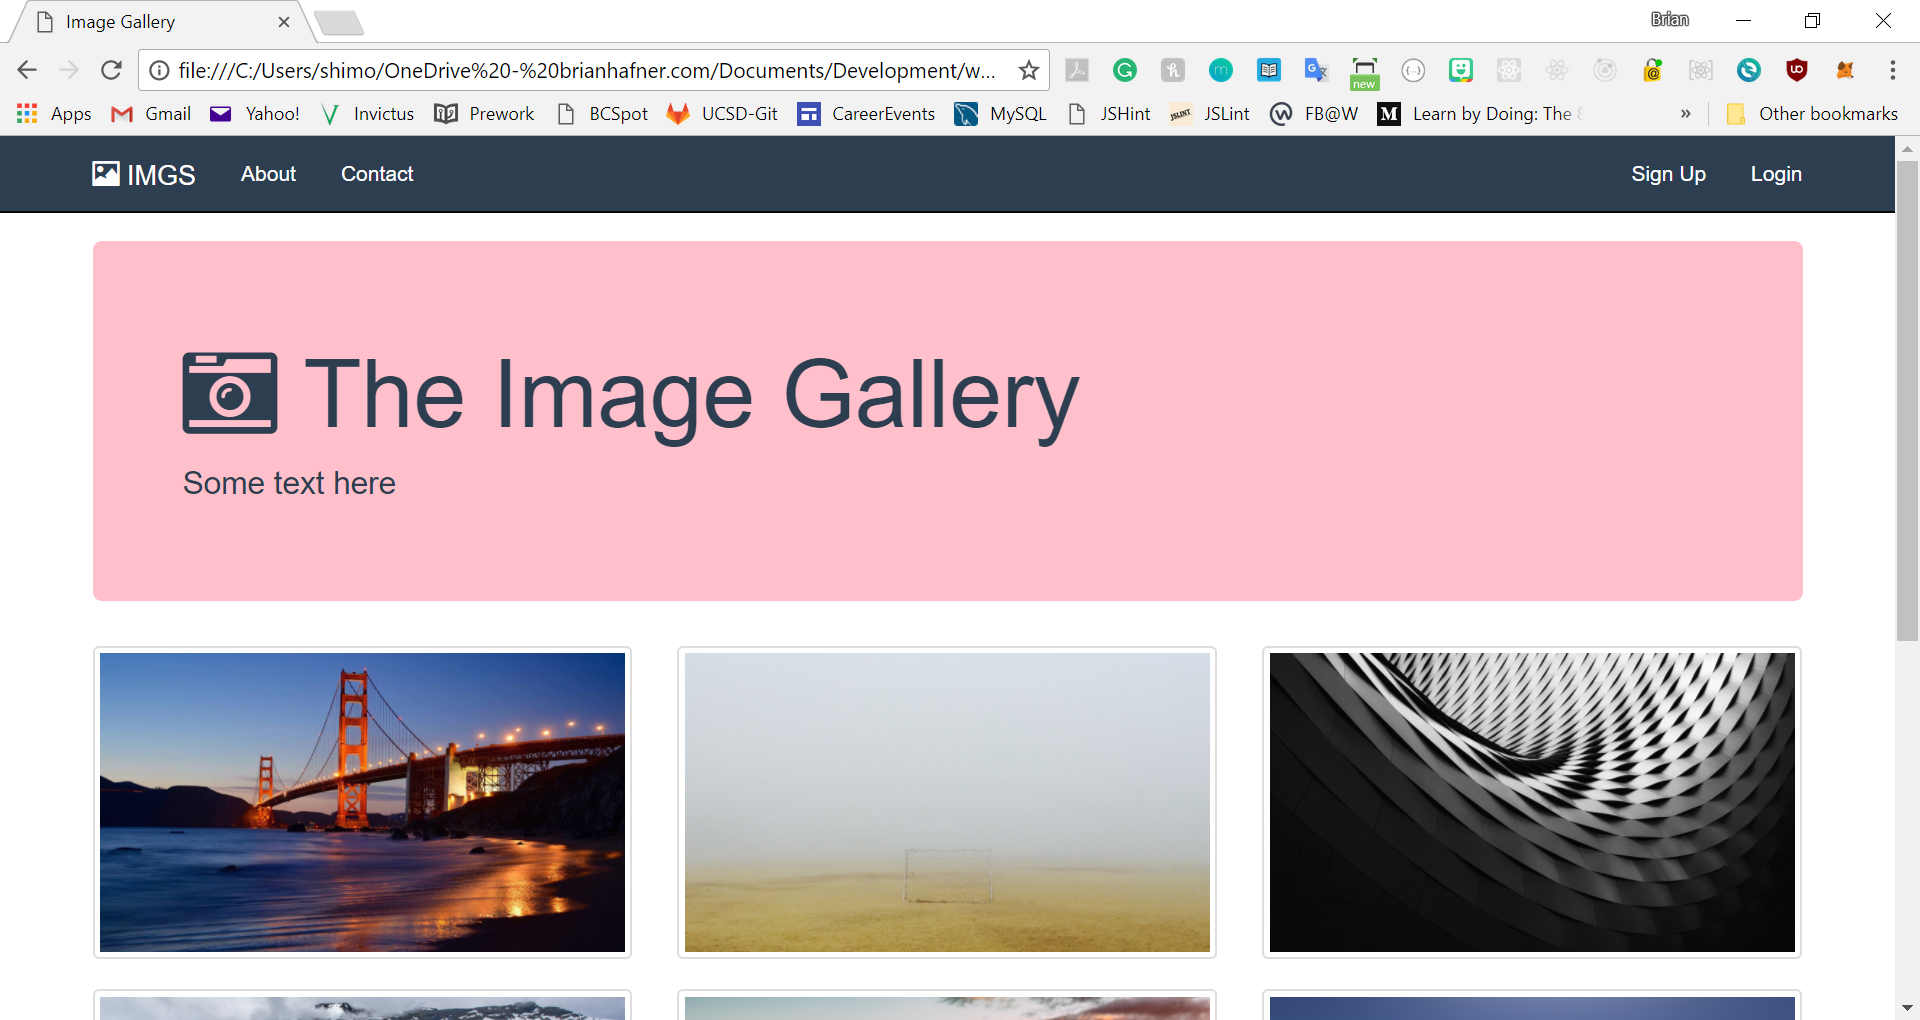 Image Gallery
Brian
file:///C:/Users/shimo/OneDrive%20-%20brianhafner.com/Documents/Development/w...
new
Apps Gmail Yahoo! Invictus Prework BCSpot UCSD-Git CareerEvents MySQL JSHint JSLINT JSLint FB@W M Learn by Doing: The » Other bookmarks
IMGS About Contact Sign Up Login
The Image Gallery
Some text here